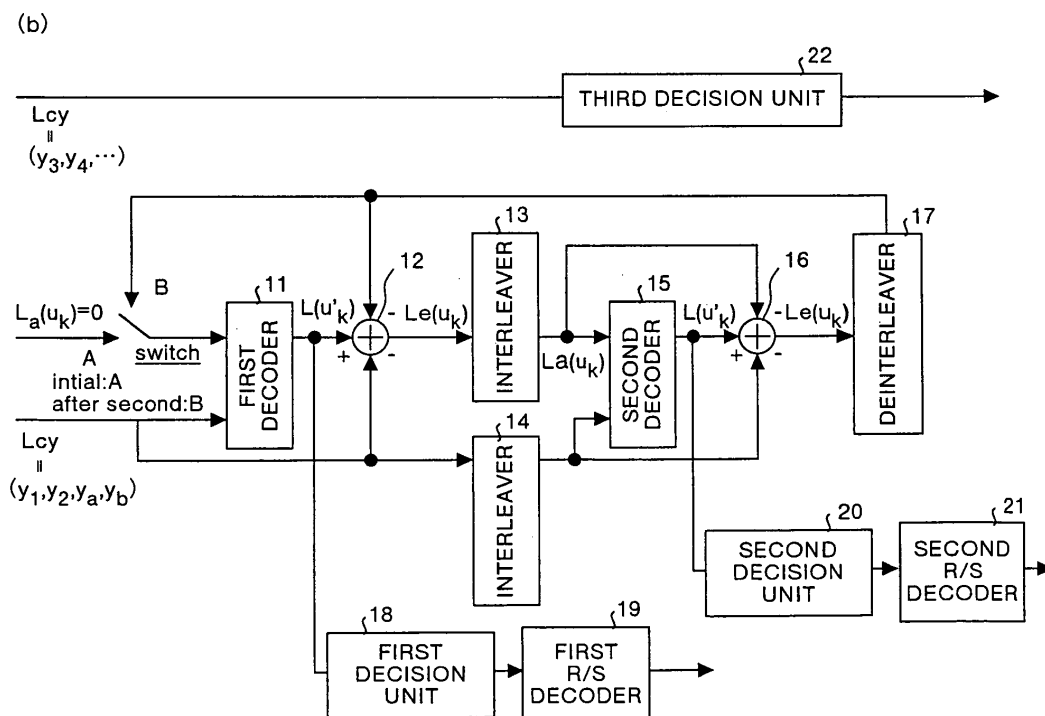 (b)
22
THIRD DECISION UNIT
Lcy
=
(y3,y4,···)
13
17
12
16
11
15
B
La(uk)=0
L(u'k)
-
Le(uk)
L(u'k)
-
Le(uk)
A
switch
+
-
La(uk)
+
-
intial:A
after second:B
FIRST
DECODER
INTERLEAVER
SECOND
DECODER
DEINTERLEAVER
Lcy
=
(y1,y2,ya,yb)
14
INTERLEAVER
20
SECOND
DECISION
UNIT
21
SECOND
R/S
DECODER
18
FIRST
DECISION
UNIT
19
FIRST
R/S
DECODER